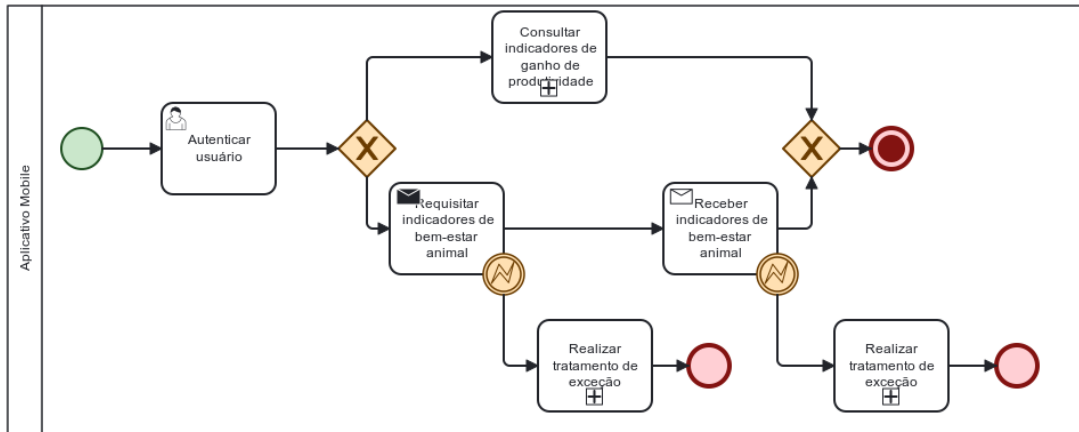 Aplicativo Mobile
Autenticar
usuário
X
Consultar
indicadores de
ganho de
produtividade
Requisitar
indicadores de
bem-estar
animal
Receber
indicadores de
bem-estar
animal
X
Realizar
tratamento de
exceção
Realizar
tratamento de
exceção